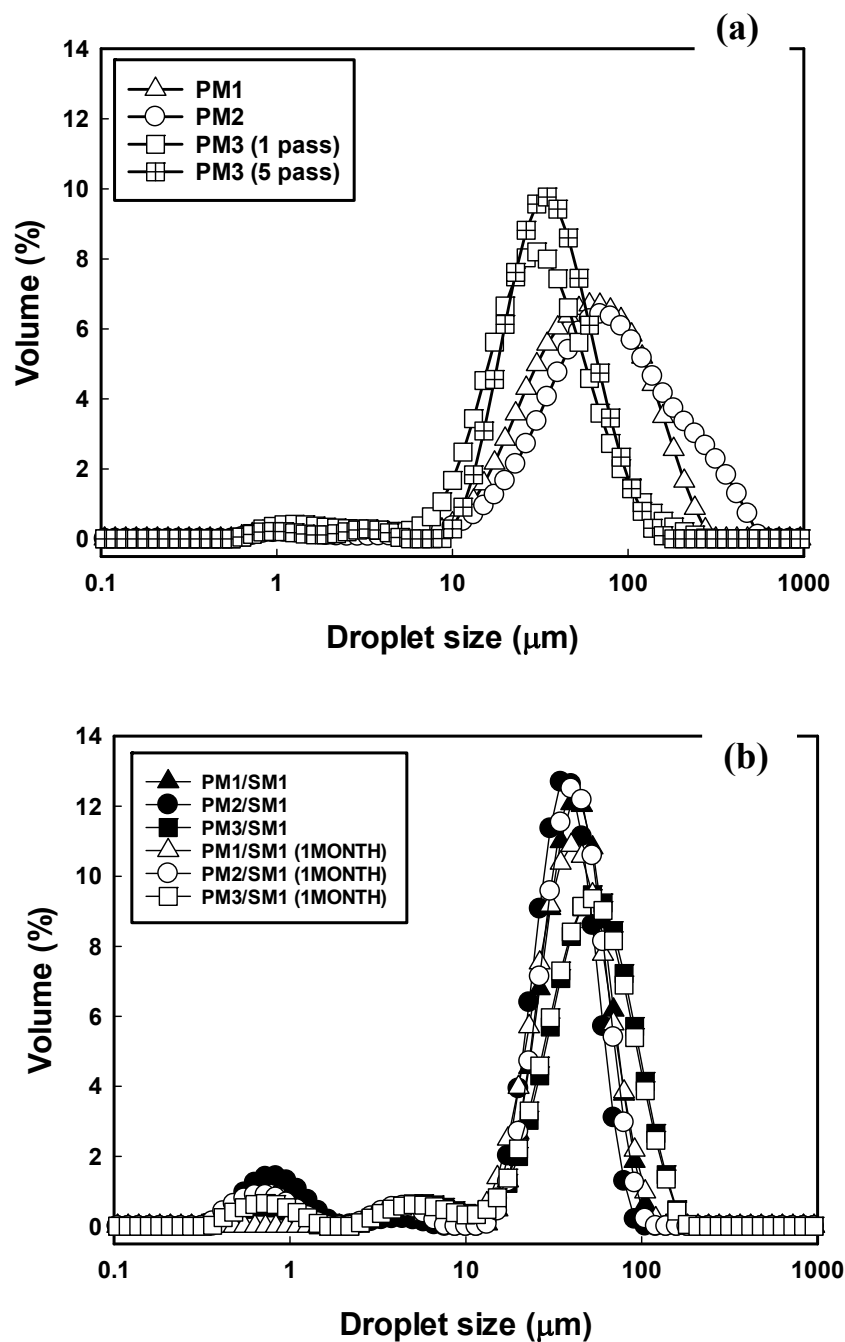 (a)
14
12
10
8
6
4
2
0
Volume (%)
PM1
PM2
PM3 (1 pass)
PM3 (5 pass)
0.1 1 10 100 1000
Droplet size (μm)
(b)
14
12
10
8
6
4
2
0
Volume (%)
PM1/SM1
PM2/SM1
PM3/SM1
PM1/SM1 (1MONTH)
PM2/SM1 (1MONTH)
PM3/SM1 (1MONTH)
0.1 1 10 100 1000
Droplet size (μm)